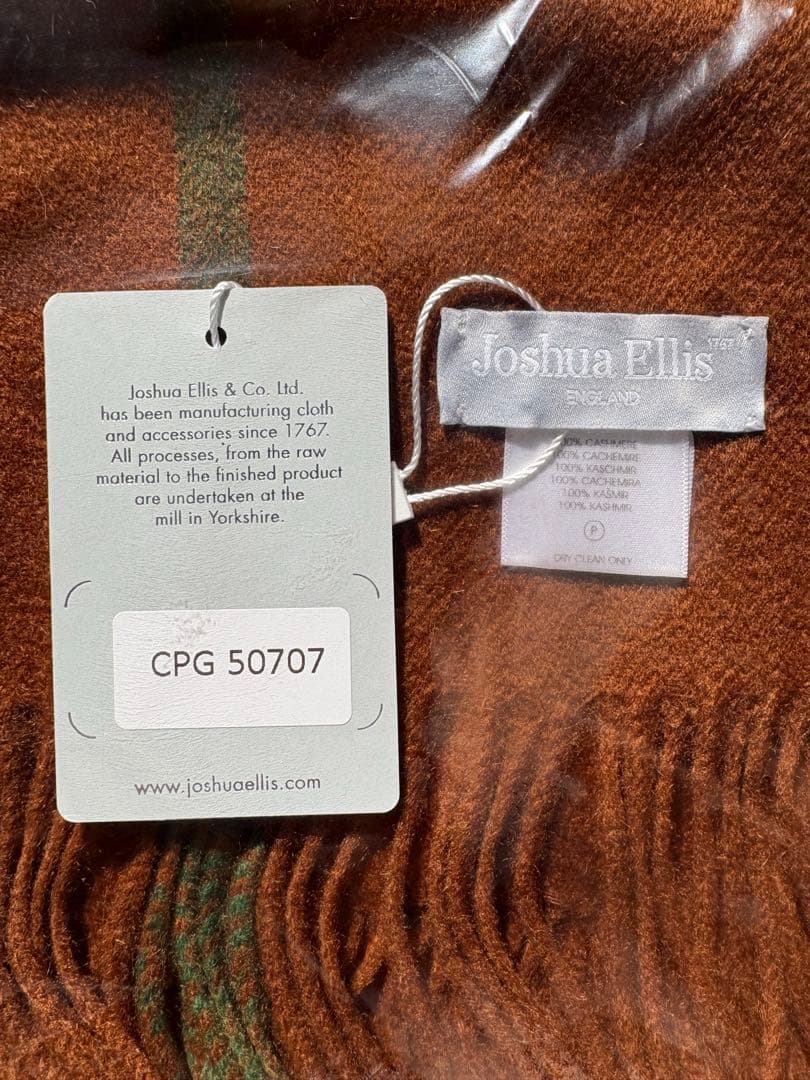 Joshua Ellis & Co. Ltd.
has been manufacturing cloth
and accessories since 1767.
All processes, from the raw
material to the finished product
are undertaken at the
mill in Yorkshire.
CPG 50707
www.joshuaellis.com
Joshua Ellis 1767
ENGLAND
CASHMERE
100% CACHEMIRE
100% KASCHMIR
100% CACHEMIRA
100% KAŠMIR
100% KASHMIR
P
DRY CLEAN ONLY